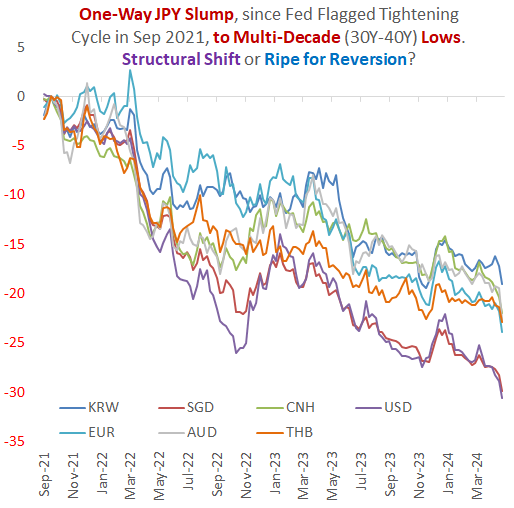 One-Way JPY Slump, since Fed Flagged Tightening
Cycle in Sep 2021, to Multi-Decade (30Y-40Y) Lows.
Structural Shift or Ripe for Reversion?
5
0
-5
-10
-15
-20
-25
-30
-35
KRW SGD CNH USD
EUR AUD THB
Sep-21 Nov-21 Jan-22 Mar-22 May-22 Jul-22 Sep-22 Nov-22 Jan-23 Mar-23 May-23 Jul-23 Sep-23 Nov-23 Jan-24 Mar-24